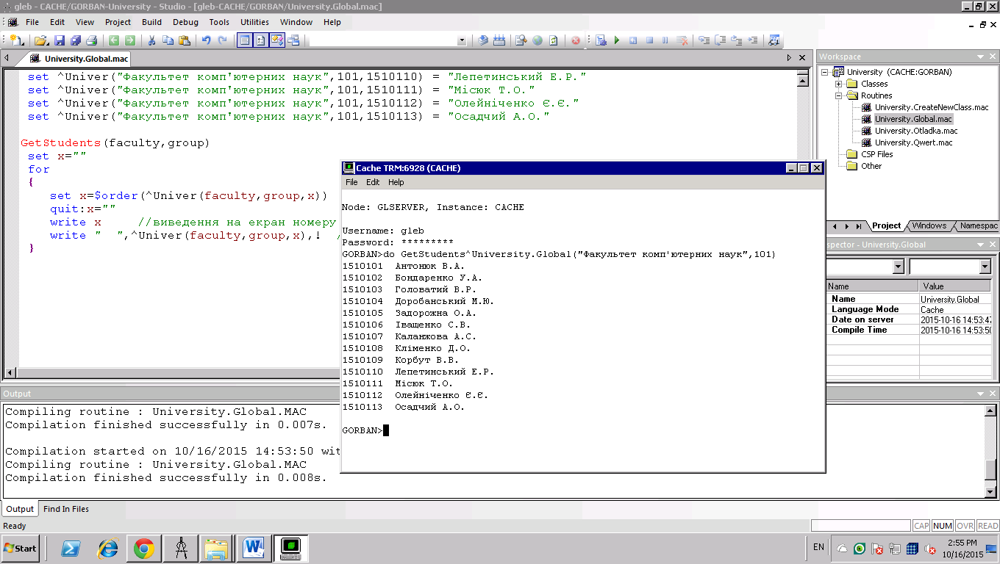 gleb - CACHE/GORBAN-University - Studio - [gleb-CACHE/GORBAN/University.Global.mac]
File Edit View Project Build Debug Tools Utilities Window Help
University.Global.mac
set ^Univer("Факультет комп'ютерних наук",101,1510110) = "Лепетинський Е.Р."
set ^Univer("Факультет комп'ютерних наук",101,1510111) = "Місюк Т.О."
set ^Univer("Факультет комп'ютерних наук",101,1510112) = "Олейніченко Є.Є."
set ^Univer("Факультет комп'ютерних наук",101,1510113) = "Осадчий А.О."
GetStudents(faculty,group)
set x=""
for
{
set x=$order(^Univer(faculty,group,x))
quit:x=""
write x //виведення на екран номеру
write "  ",^Univer(faculty,group,x),! /
}
Workspace
University (CACHE:GORBAN)
Classes
Routines
University.CreateNewClass.mac
University.Global.mac
University.Otladka.mac
University.Qwert.mac
CSP Files
Other
Project Windows Namespac
Cache TRM:6928 (CACHE)
File Edit Help
Node: GLSERVER, Instance: CACHE
Username: gleb
Password: *********
GORBAN>do GetStudents^University.Global("Факультет комп'ютерних наук",101)
1510101 Антонюк В.А.
1510102 Бондаренко У.А.
1510103 Головатий В.Р.
1510104 Доробанський М.Ю.
1510105 Задорожна О.А.
1510106 Іващенко С.В.
1510107 Каланжова А.С.
1510108 Кліменко Д.О.
1510109 Корбут В.В.
1510110 Лепетинський Е.Р.
1510111 Місюк Т.О.
1510112 Олейніченко Є.Є.
1510113 Осадчий А.О.
GORBAN>
spector - University.Global
Name Value
Name University.Global
Language Mode Cache
Date on server 2015-10-16 14:53:47
Compile Time 2015-10-16 14:53:50
Output
Compiling routine : University.Global.MAC
Compilation finished successfully in 0.007s.
Compilation started on 10/16/2015 14:53:50 wit
Compiling routine : University.Global.MAC
Compilation finished successfully in 0.008s.
Output Find In Files
Ready
CAP NUM OVR READ
Start
EN
2:55 PM
10/16/2015